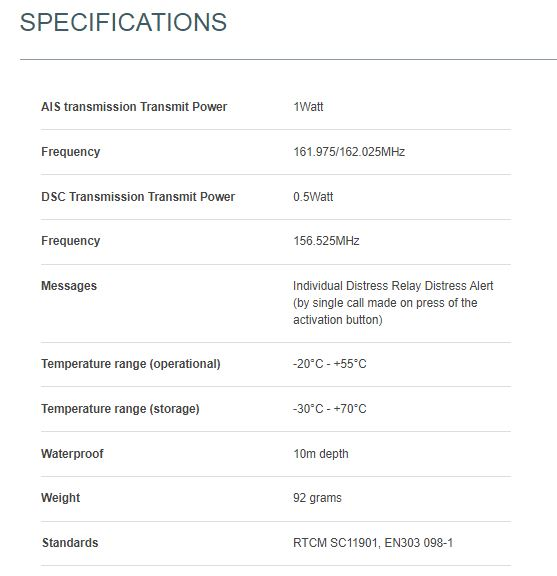 SPECIFICATIONS
AIS transmission Transmit Power 1Watt
Frequency 161.975/162.025MHz
DSC Transmission Transmit Power 0.5Watt
Frequency 156.525MHz
Messages Individual Distress Relay Distress Alert
(by single call made on press of the
activation button)
Temperature range (operational) -20°C - +55°C
Temperature range (storage) -30°C - +70°C
Waterproof 10m depth
Weight 92 grams
Standards RTCM SC11901, EN303 098-1